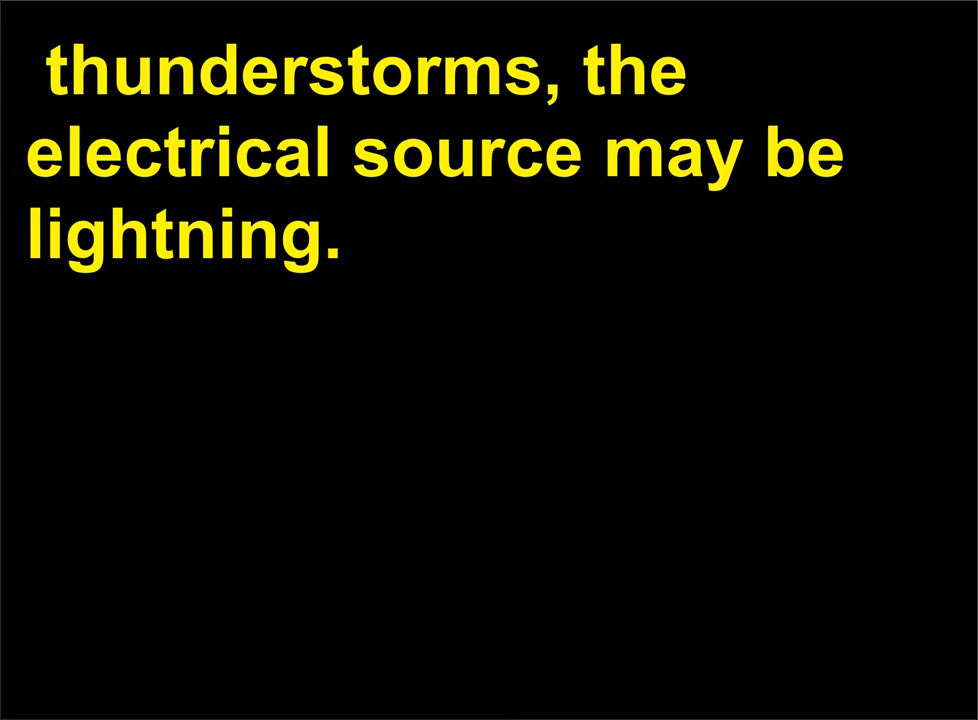 thunderstorms, the
electrical source may be
lightning.